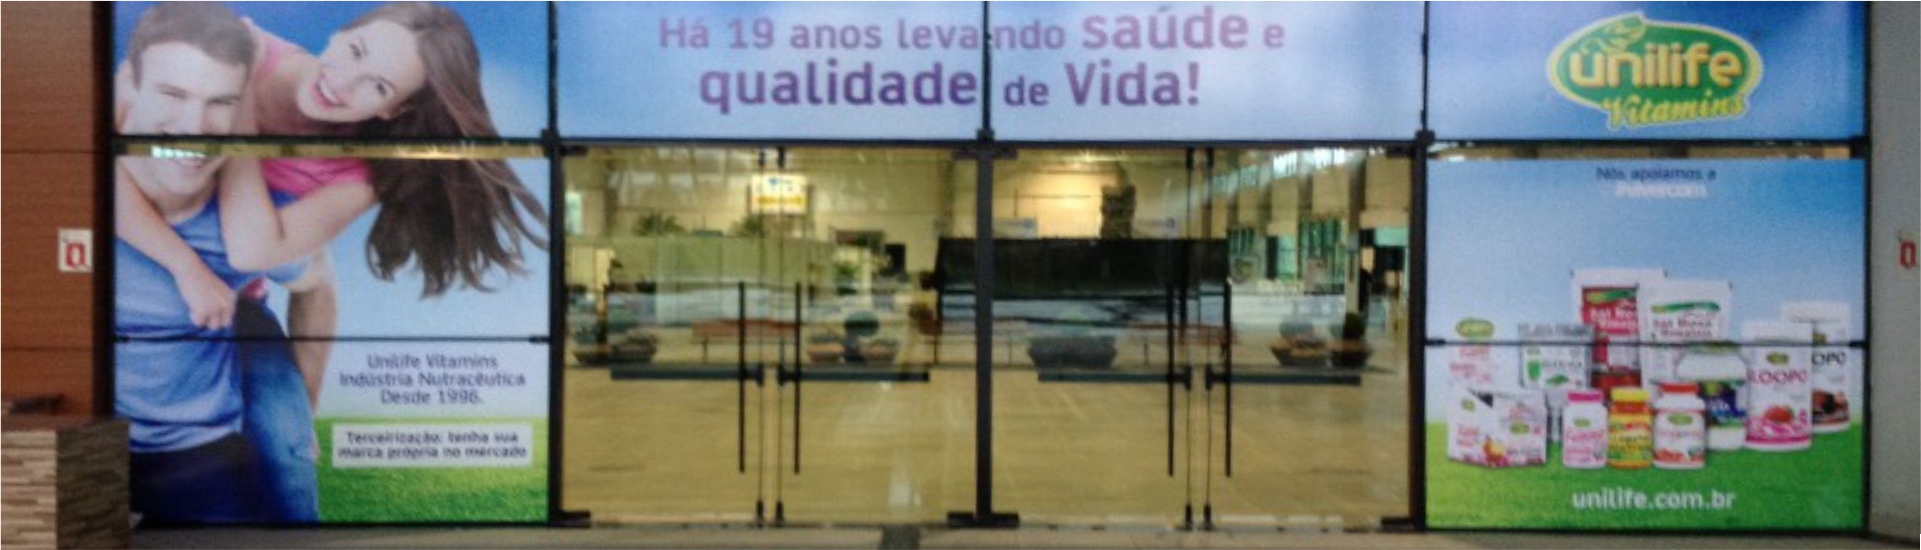 Há 19 anos levando saúde e
qualidade de Vida!
unilife
Vitamins
Unilife Vitamins
Indústria Nutracêutica
Desde 1996.
Terceirização: tenha sua
marca própria no mercado
Nós apoiamos a
unilife.com.br